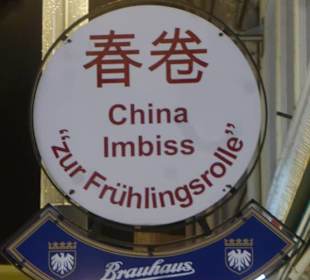 春卷
China
Imbiss
"zur Frühlingsrolle"
Brauhaus